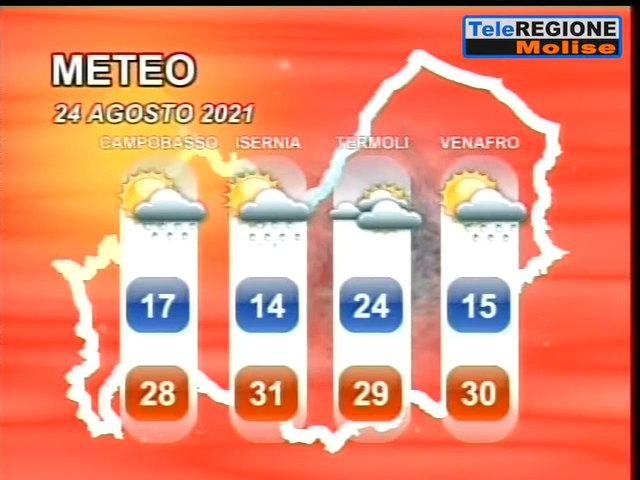 TeleREGIONE
Molise
METEO
24 AGOSTO 2021
CAMPOBASSO ISERNIA TERMOLI VENAFRO
17 14 24 15
28 31 29 30